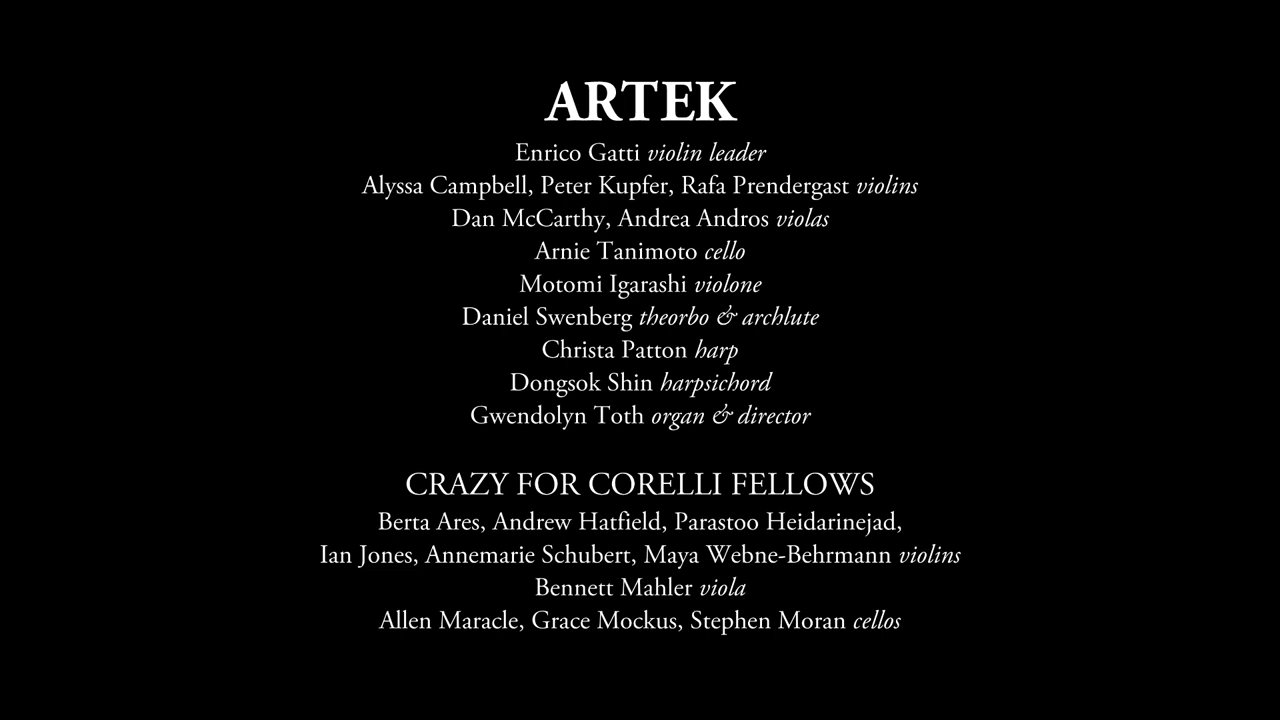 ARTEK
Enrico Gatti violin leader
Alyssa Campbell, Peter Kupfer, Rafa Prendergast violins
Dan McCarthy, Andrea Andros violas
Arnie Tanimoto cello
Motomi Igarashi violone
Daniel Swenberg theorbo & archlute
Christa Patton harp
Dongsok Shin harpsichord
Gwendolyn Toth organ & director
CRAZY FOR CORELLI FELLOWS
Berta Ares, Andrew Hatfield, Parastoo Heidarinejad,
Ian Jones, Annemarie Schubert, Maya Webne-Behrmann violins
Bennett Mahler viola
Allen Maracle, Grace Mockus, Stephen Moran cellos